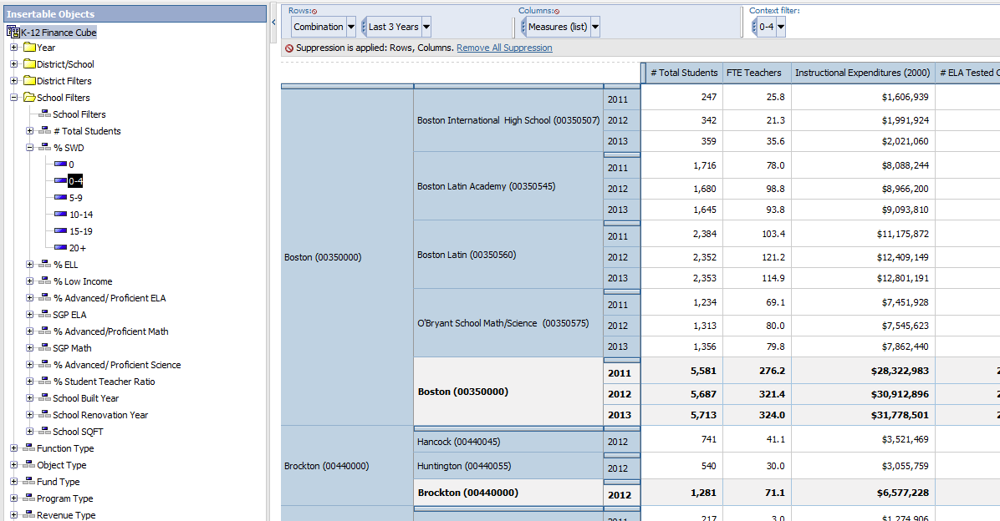 Insertable Objects
K-12 Finance Cube
Year
District/School
District Filters
School Filters
School Filters
# Total Students
% SWD
0
0-4
5-9
10-14
15-19
20+
% ELL
% Low Income
% Advanced/ Proficient ELA
SGP ELA
% Advanced/Proficient Math
SGP Math
% Advanced/ Proficient Science
% Student Teacher Ratio
School Built Year
School Renovation Year
School SQFT
Function Type
Object Type
Fund Type
Program Type
Revenue Type
Rows:
Columns:
Context filter:
Combination
Last 3 Years
Measures (list)
0-4
Suppression is applied: Rows, Columns. Remove All Suppression
# Total Students FTE Teachers Instructional Expenditures (2000) # ELA Tested
Boston (00350000)
Boston International High School (00350507)
2011 247 25.8 $1,606,939
2012 342 21.3 $1,991,924
2013 359 35.6 $2,021,060
Boston Latin Academy (00350545)
2011 1,716 78.0 $8,088,244
2012 1,680 98.8 $8,966,200
2013 1,645 93.8 $9,093,810
Boston Latin (00350560)
2011 2,384 103.4 $11,175,872
2012 2,352 121.2 $12,409,149
2013 2,353 114.9 $12,801,191
O'Bryant School Math/Science (00350575)
2011 1,234 69.1 $7,451,928
2012 1,313 80.0 $7,545,623
2013 1,356 79.8 $7,862,440
Boston (00350000)
2011 5,581 276.2 $28,322,983
2012 5,687 321.4 $30,912,896
2013 5,713 324.0 $31,778,501
Brockton (00440000)
Hancock (00440045) 2012 741 41.1 $3,521,469
Huntington (00440055) 2012 540 30.0 $3,055,759
Brockton (00440000) 2012 1,281 71.1 $6,577,228
2011 217 3.0 $1,274,906